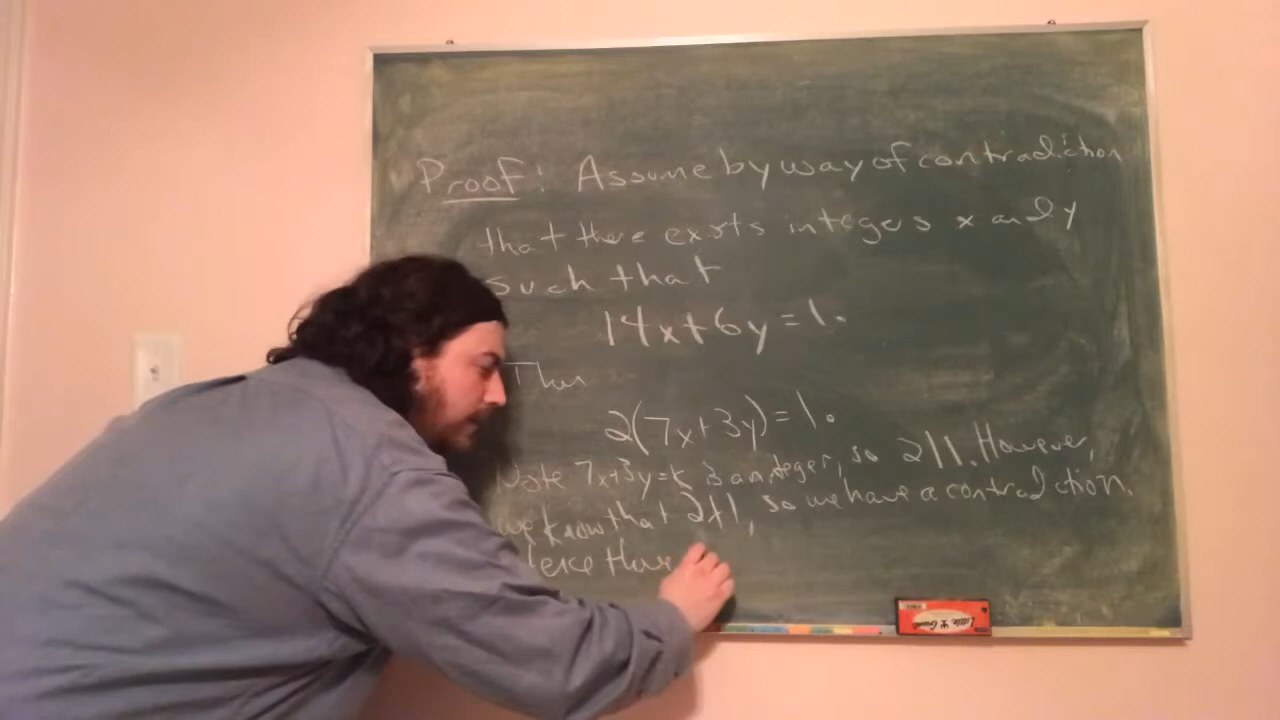 Proof: Assume by way of contradiction
that there exists integers x and y
such that
14x+6y=1.
Then
2(7x+3y)=1.
Note 7x+3y=k is an integer, so 2|1. However,
we know that 2∤1, so we have a contradiction.
Hence there